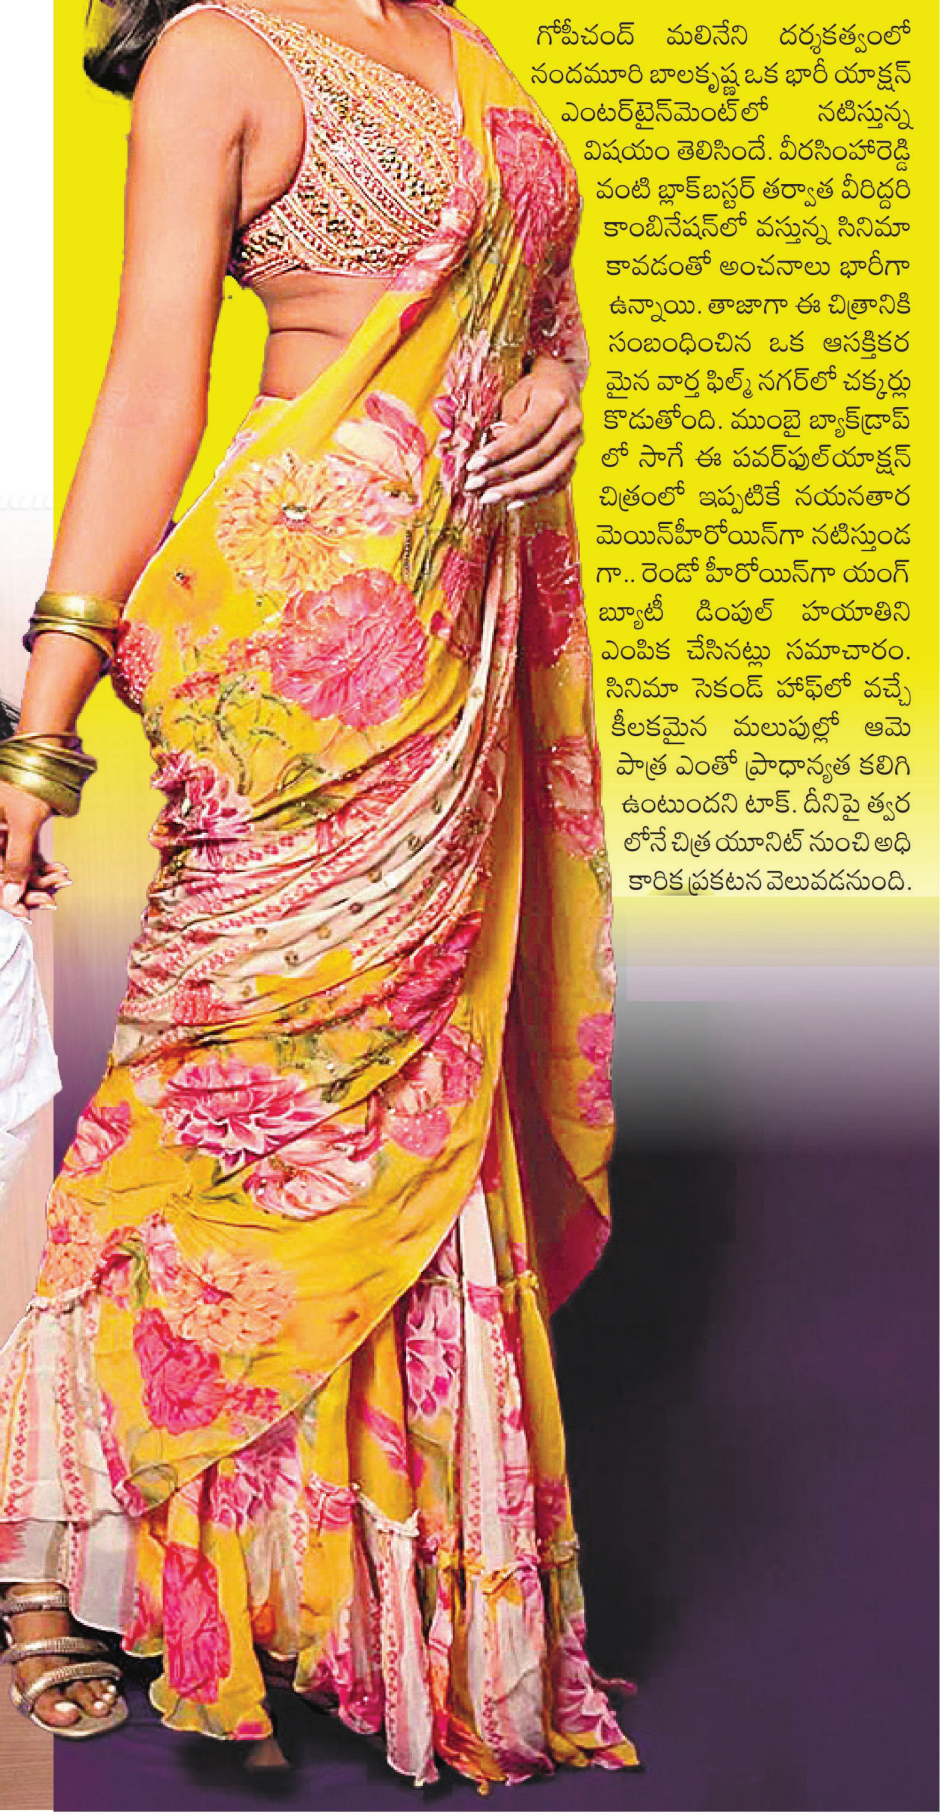 గోపీచంద్ మలినేని దర్శకత్వంలో
నందమూరి బాలకృష్ణ ఒక భారీ యాక్షన్
ఎంటర్‌టైన్‌మెంట్‌లో నటిస్తున్న
విషయం తెలిసిందే. వీరసింహారెడ్డి
వంటి బ్లాక్‌బస్టర్ తర్వాత వీరిద్దరి
కాంబినేషన్‌లో వస్తున్న సినిమా
కావడంతో అంచనాలు భారీగా
ఉన్నాయి. తాజాగా ఈ చిత్రానికి
సంబంధించిన ఒక ఆసక్తికర
మైన వార్త ఫిల్మ్ నగర్‌లో చక్కర్లు
కొడుతోంది. ముంబై బ్యాక్‌డ్రాప్
లో సాగే ఈ పవర్‌ఫుల్‌యాక్షన్
చిత్రంలో ఇప్పటికే నయనతార
మెయిన్‌హీరోయిన్‌గా నటిస్తుండ
గా.. రెండో హీరోయిన్‌గా యంగ్
బ్యూటీ డింపుల్ హయాతిని
ఎంపిక చేసినట్లు సమాచారం.
సినిమా సెకండ్ హాఫ్‌లో వచ్చే
కీలకమైన మలుపుల్లో ఆమె
పాత్ర ఎంతో ప్రాధాన్యత కలిగి
ఉంటుందని టాక్. దీనిపై త్వర
లోనే చిత్ర యూనిట్ నుంచి అధి
కారిక ప్రకటన వెలువడనుంది.